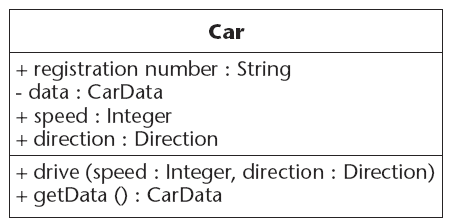 Car
+ registration number : String
- data : CarData
+ speed : Integer
+ direction : Direction
+ drive (speed : Integer, direction : Direction)
+ getData () : CarData